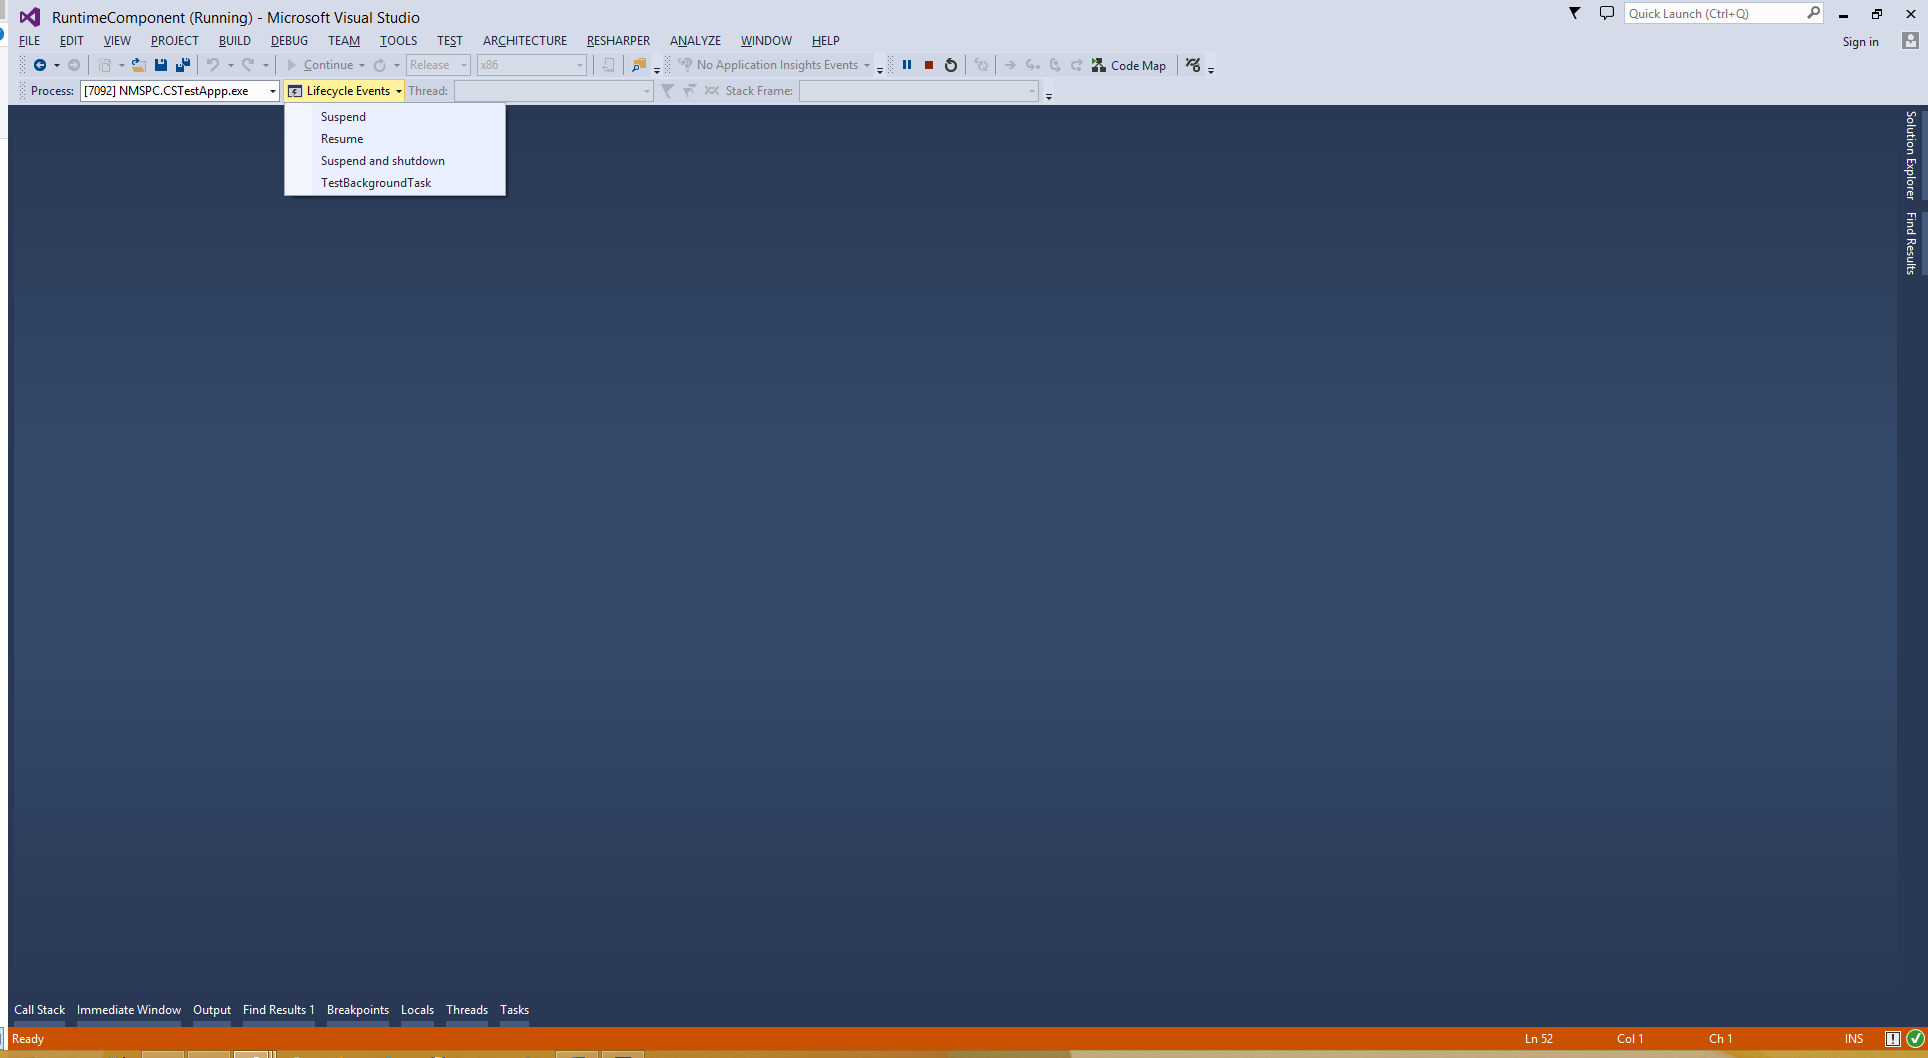 RuntimeComponent (Running) - Microsoft Visual Studio
Quick Launch (Ctrl+Q)
FILE EDIT VIEW PROJECT BUILD DEBUG TEAM TOOLS TEST ARCHITECTURE RESHARPER ANALYZE WINDOW HELP
Sign in
Continue Release x86 No Application Insights Events Code Map
Process: [7092] NMSPC.CSTestAppp.exe Lifecycle Events Thread: Stack Frame:
Suspend
Resume
Suspend and shutdown
TestBackgroundTask
Solution Explorer
Find Results
Call Stack Immediate Window Output Find Results 1 Breakpoints Locals Threads Tasks
Ready Ln 52 Col 1 Ch 1 INS